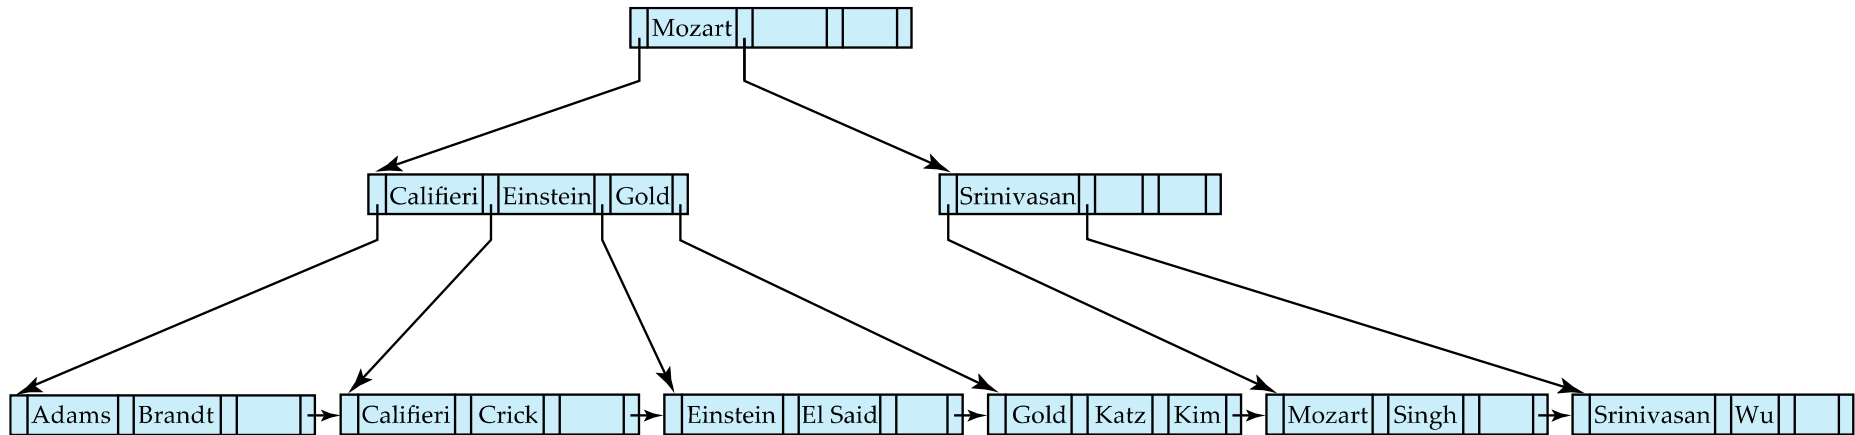 Mozart
Califieri Einstein Gold Srinivasan
Adams Brandt Califieri Crick Einstein El Said Gold Katz Kim Mozart Singh Srinivasan Wu